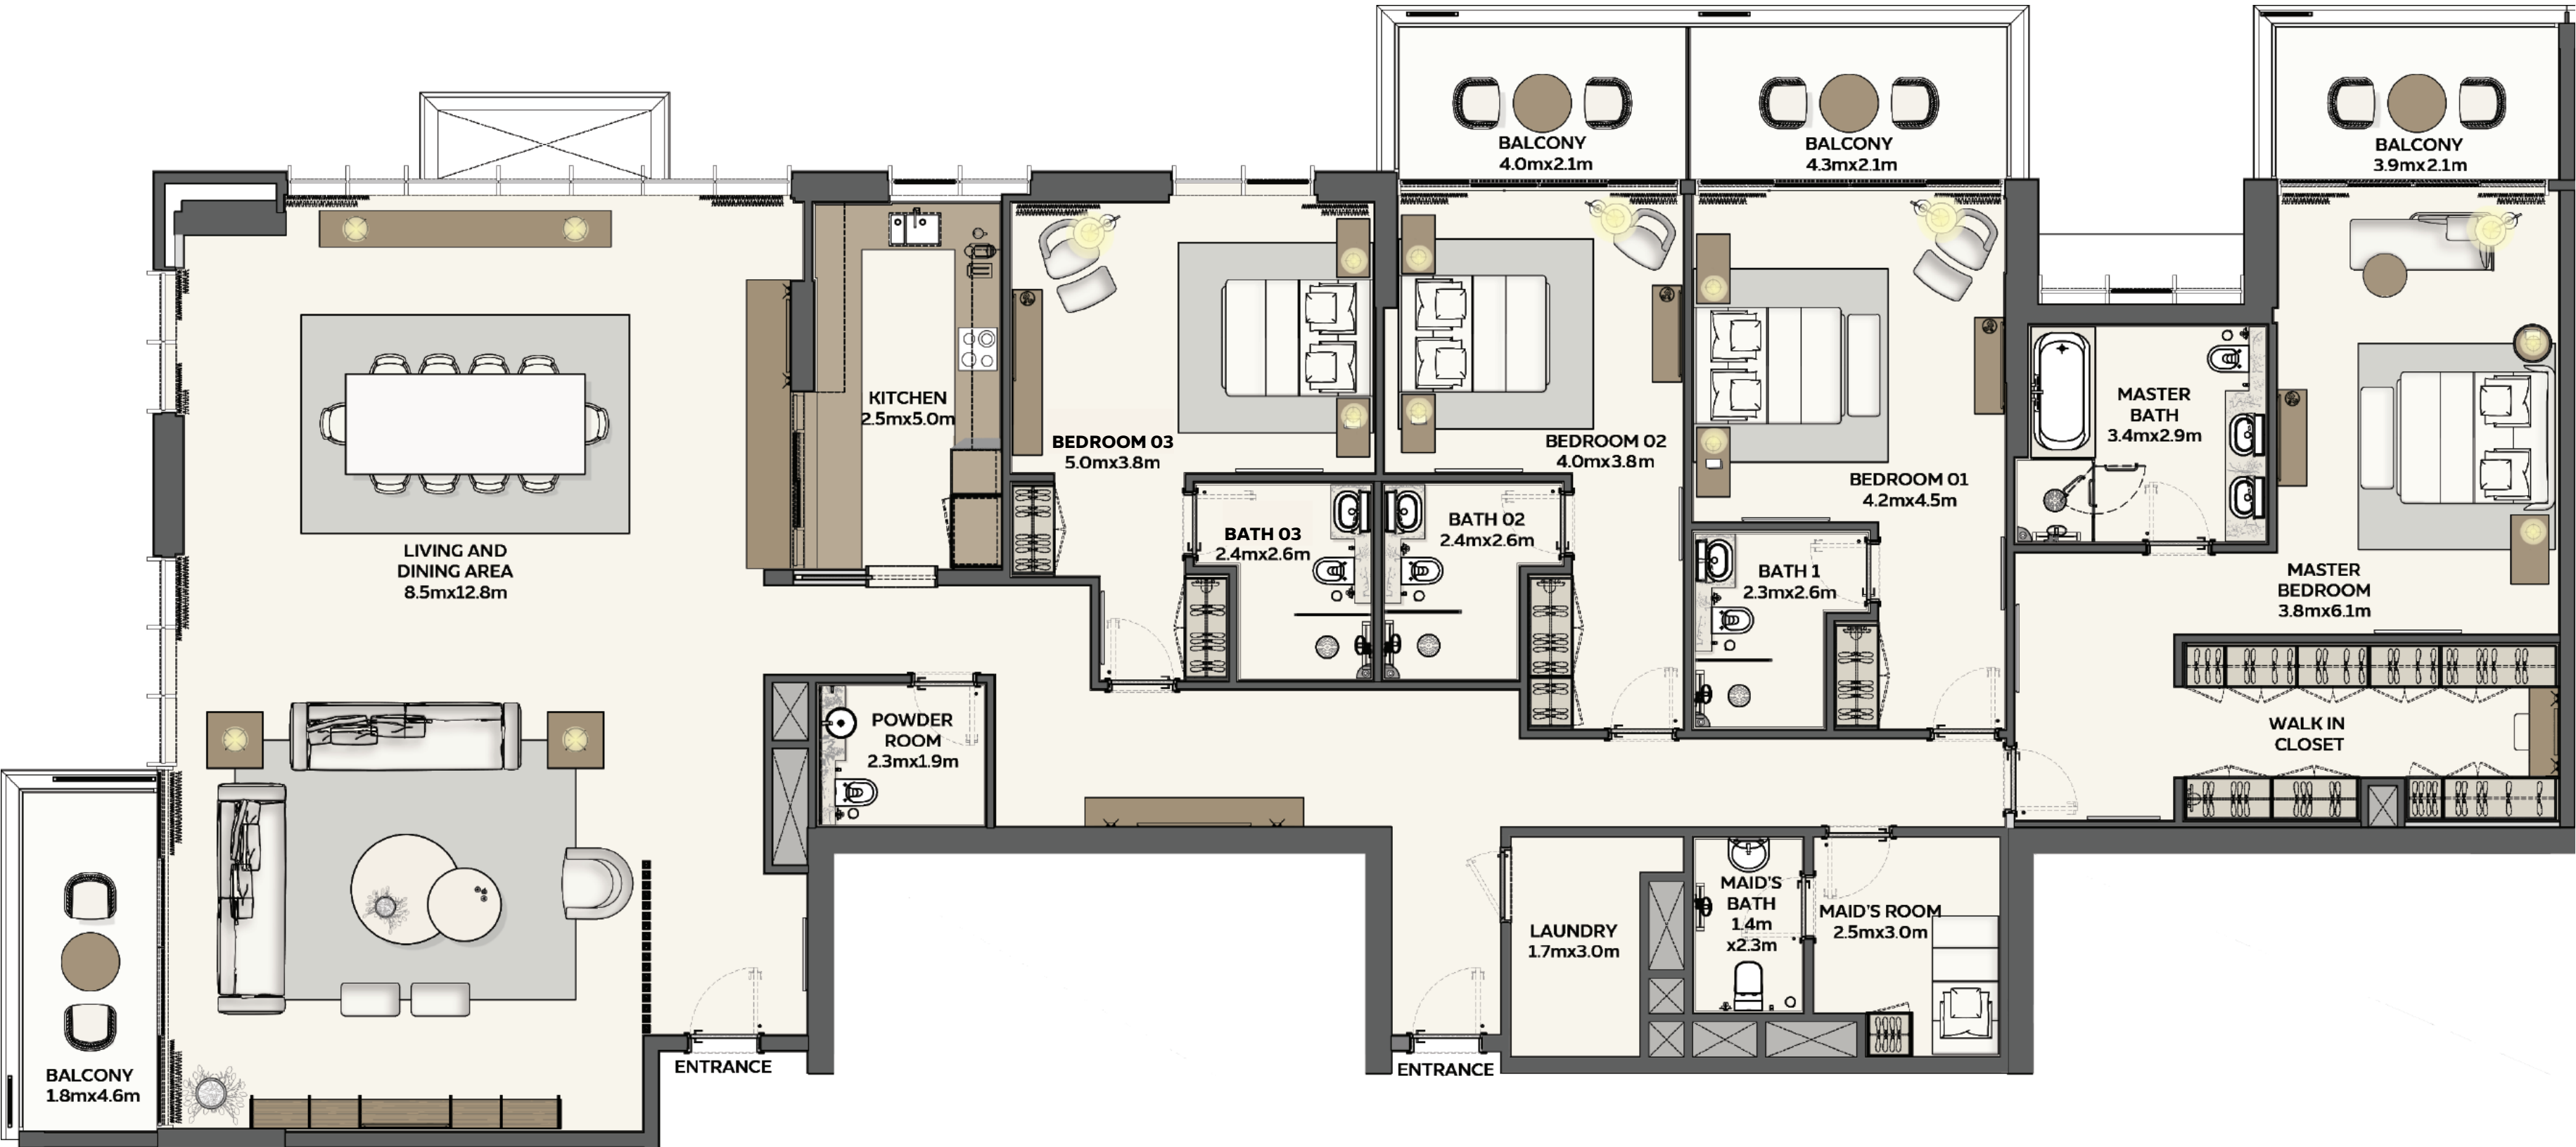 BALCONY
4.0mx2.1m
BALCONY
4.3mx2.1m
BALCONY
3.9mx2.1m
KITCHEN
2.5mx5.0m
BEDROOM 03
5.0mx3.8m
BEDROOM 02
4.0mx3.8m
BEDROOM 01
4.2mx4.5m
MASTER
BATH
3.4mx2.9m
LIVING AND
DINING AREA
8.5mx12.8m
BATH 03
2.4mx2.6m
BATH 02
2.4mx2.6m
BATH 1
2.3mx2.6m
MASTER
BEDROOM
3.8mx6.1m
POWDER
ROOM
2.3mx1.9m
WALK IN
CLOSET
LAUNDRY
1.7mx3.0m
MAID'S
BATH
1.4m
x2.3m
MAID'S ROOM
2.5mx3.0m
BALCONY
1.8mx4.6m
ENTRANCE
ENTRANCE